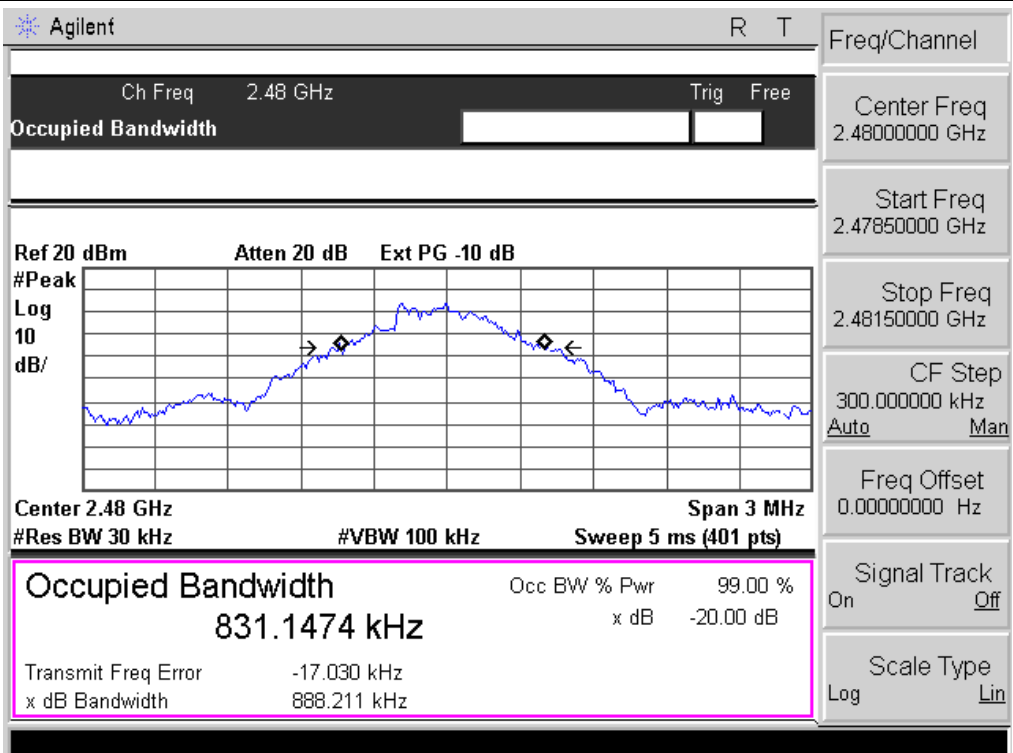 Agilent R T
Ch Freq 2.48 GHz Trig Free
Occupied Bandwidth
Ref 20 dBm Atten 20 dB Ext PG -10 dB
#Peak
Log
10
dB/
Center 2.48 GHz Span 3 MHz
#Res BW 30 kHz #VBW 100 kHz Sweep 5 ms (401 pts)
Occupied Bandwidth Occ BW % Pwr 99.00 %
831.1474 kHz x dB -20.00 dB
Transmit Freq Error -17.030 kHz
x dB Bandwidth 888.211 kHz
Freq/Channel
Center Freq
2.48000000 GHz
Start Freq
2.47850000 GHz
Stop Freq
2.48150000 GHz
CF Step
300.000000 kHz
Auto Man
Freq Offset
0.00000000 Hz
Signal Track
On Off
Scale Type
Log Lin